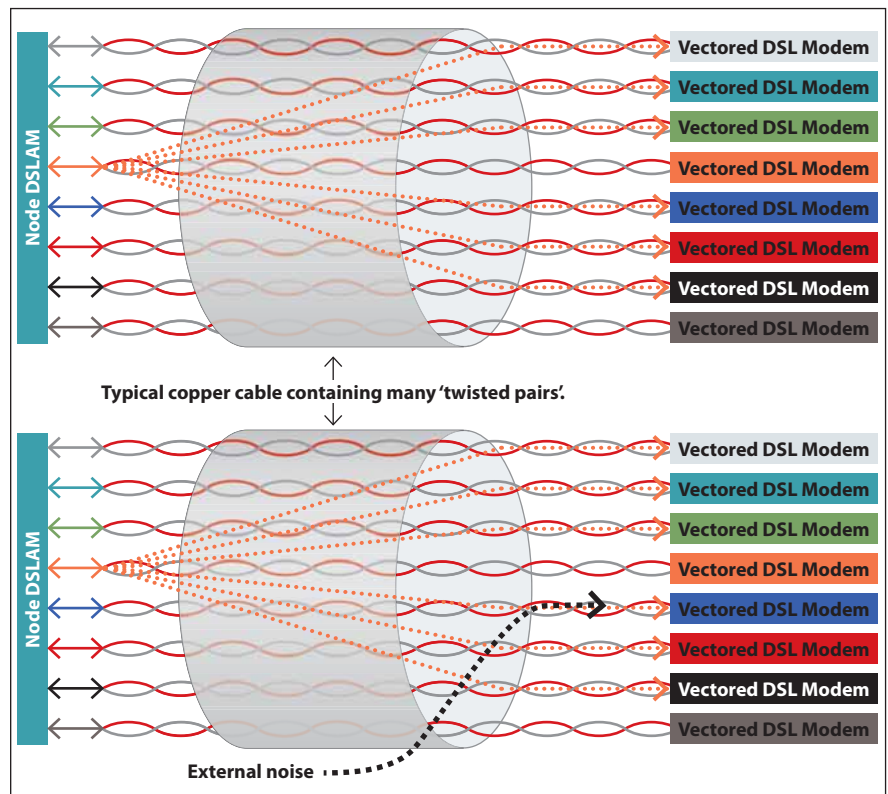 Node DSLAM
Vectored DSL Modem
Vectored DSL Modem
Vectored DSL Modem
Vectored DSL Modem
Vectored DSL Modem
Vectored DSL Modem
Vectored DSL Modem
Vectored DSL Modem
Typical copper cable containing many ‘twisted pairs’.
Node DSLAM
Vectored DSL Modem
Vectored DSL Modem
Vectored DSL Modem
Vectored DSL Modem
Vectored DSL Modem
Vectored DSL Modem
Vectored DSL Modem
Vectored DSL Modem
External noise